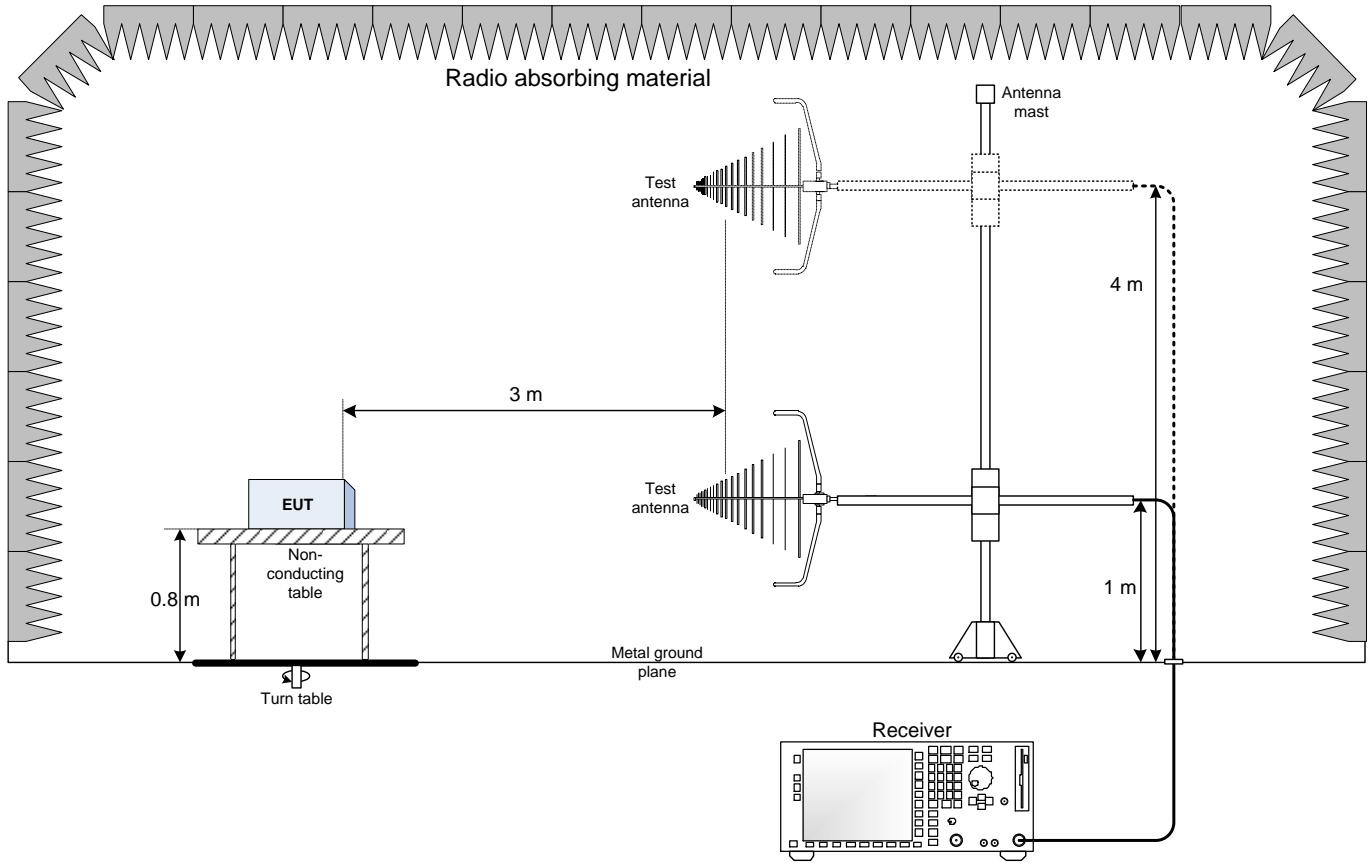 Radio absorbing material
Antenna
mast
Test
antenna
4 m
3 m
Test
antenna
EUT
Non-
conducting
table
0.8 m
1 m
Metal ground
plane
Turn table
Receiver